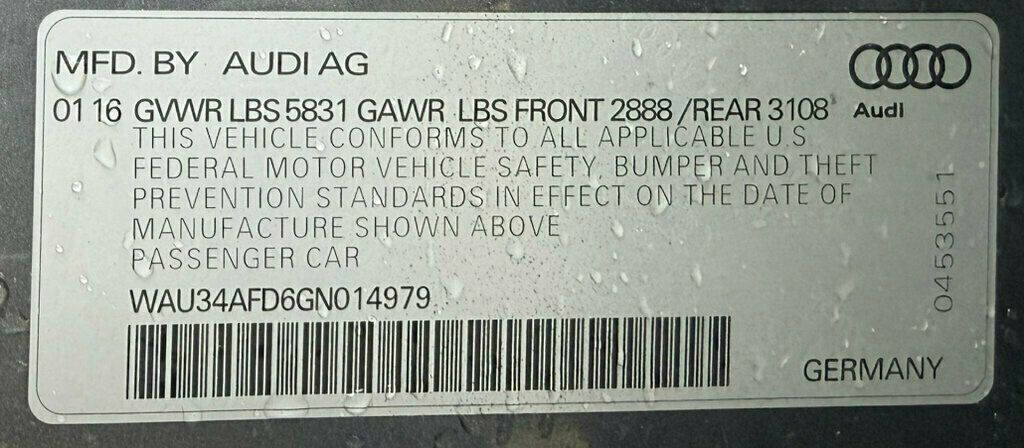 MFD. BY AUDI AG
01 16 GVWR LBS 5831 GAWR LBS FRONT 2888 /REAR 3108
Audi
THIS VEHICLE CONFORMS TO ALL APPLICABLE U.S
FEDERAL MOTOR VEHICLE SAFETY, BUMPER AND THEFT
PREVENTION STANDARDS IN EFFECT ON THE DATE OF
MANUFACTURE SHOWN ABOVE
PASSENGER CAR
WAU34AFD6GN014979
0453551
GERMANY